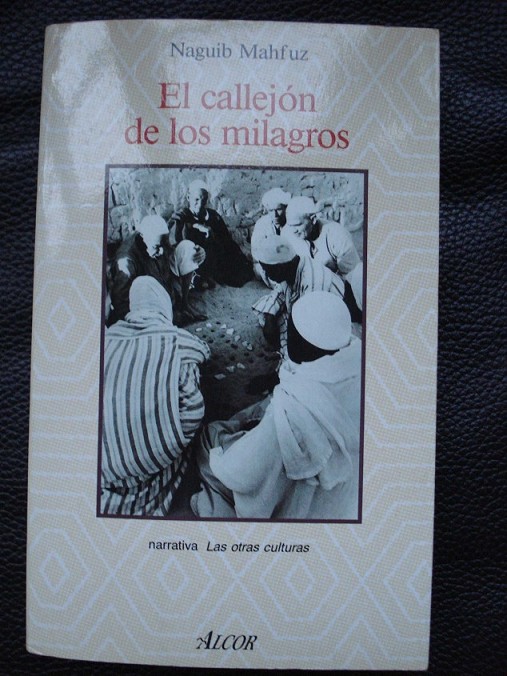 Naguib Mahfuz
El callejón
de los milagros
narrativa Las otras culturas
ALCOR